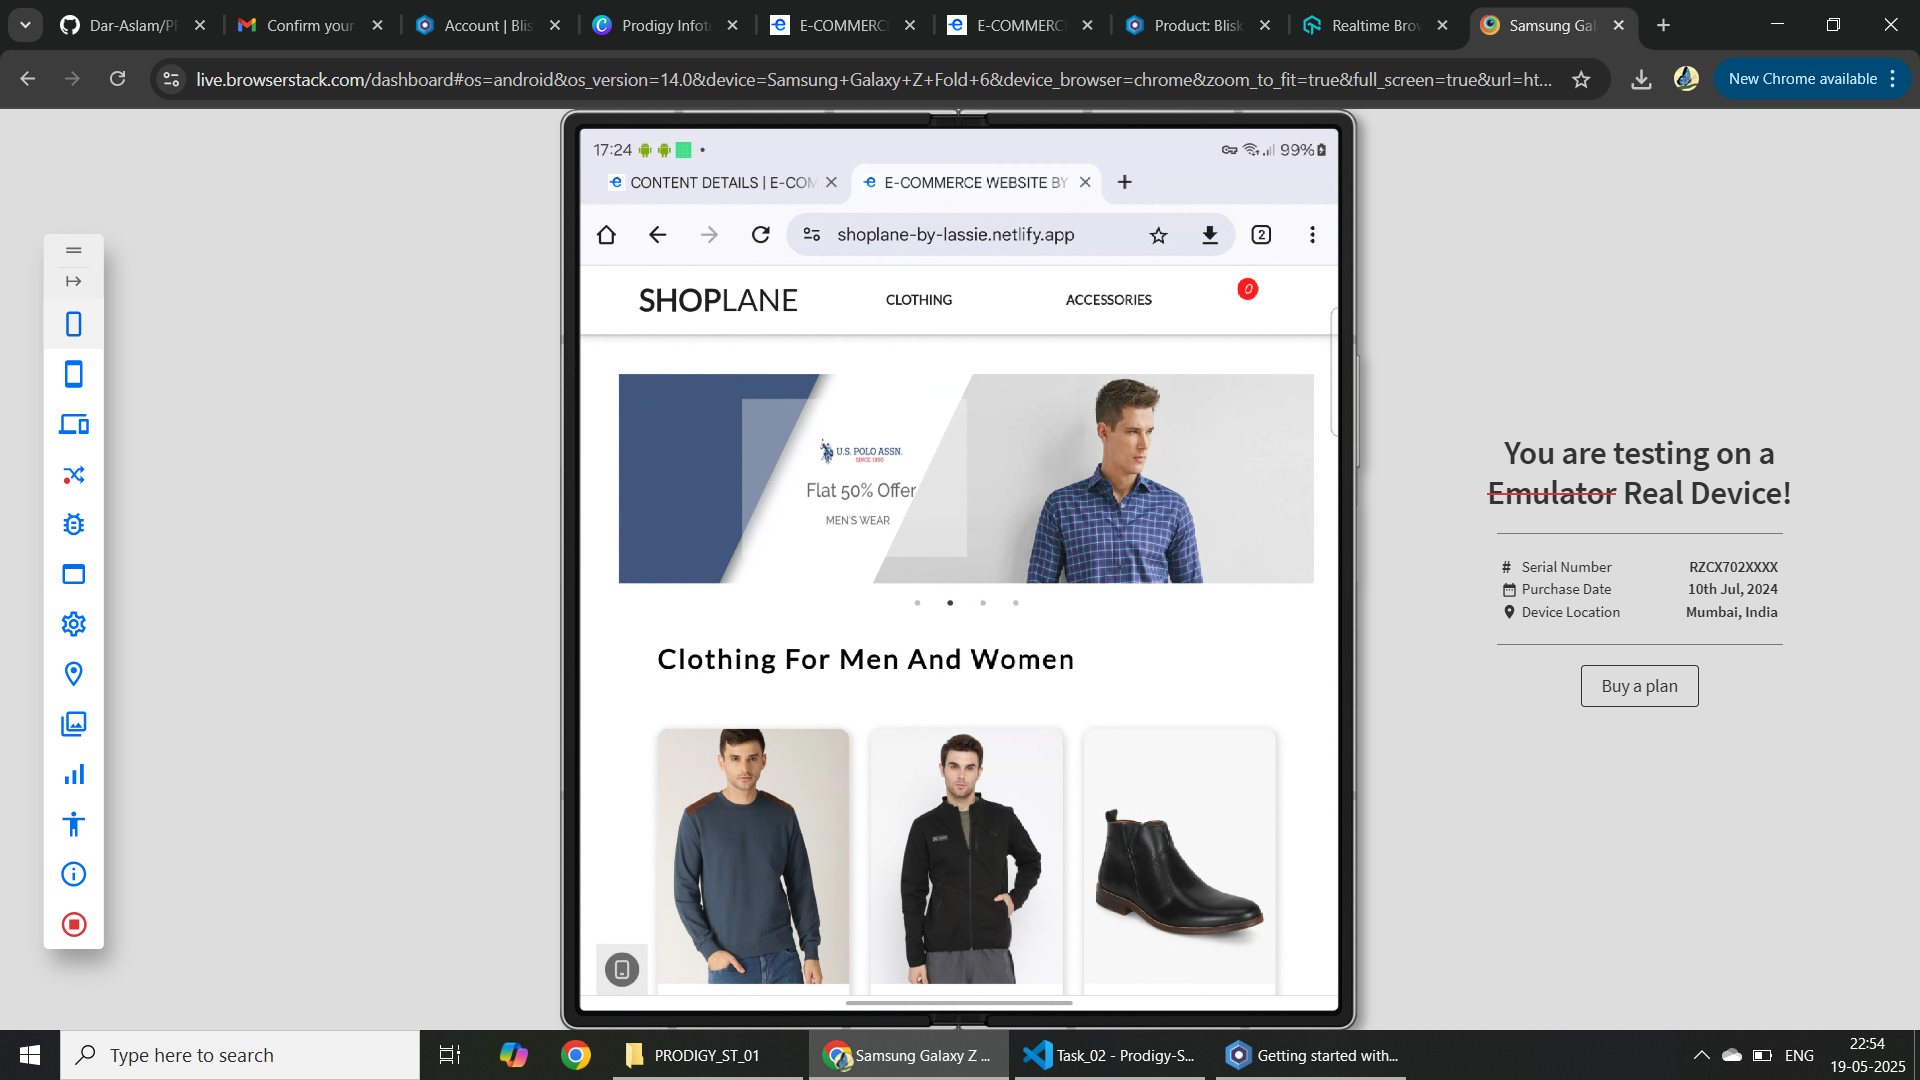 Dar-Aslam/PF
Confirm your
Account | Blis
Prodigy Infot
E-COMMERC
E-COMMERC
Product: Blisk
Realtime Brow
Samsung Gal
live.browserstack.com/dashboard#os=android&os_version=14.0&device=Samsung+Galaxy+Z+Fold+6&device_browser=chrome&zoom_to_fit=true&full_screen=true&url=ht...
New Chrome available
17:24
99%
CONTENT DETAILS | E-COM
E-COMMERCE WEBSITE BY
shoplane-by-lassie.netlify.app
2
SHOPLANE
CLOTHING
ACCESSORIES
0
U.S. POLO ASSN.
SINCE 1890
Flat 50% Offer
MEN'S WEAR
Clothing For Men And Women
You are testing on a
Emulator Real Device!
# Serial Number RZCX702XXXX
Purchase Date 10th Jul, 2024
Device Location Mumbai, India
Buy a plan
Type here to search
PRODIGY_ST_01
Samsung Galaxy Z ...
Task_02 - Prodigy-S...
Getting started with...
ENG
22:54
19-05-2025